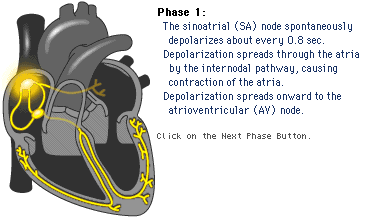 Phase 1:
The sinoatrial (SA) node spontaneously
depolarizes about every 0.8 sec.
Depolarization spreads through the atria
by the internodal pathway, causing
contraction of the atria.
Depolarization spreads onward to the
atrioventricular (AV) node.
Click on the Next Phase Button.